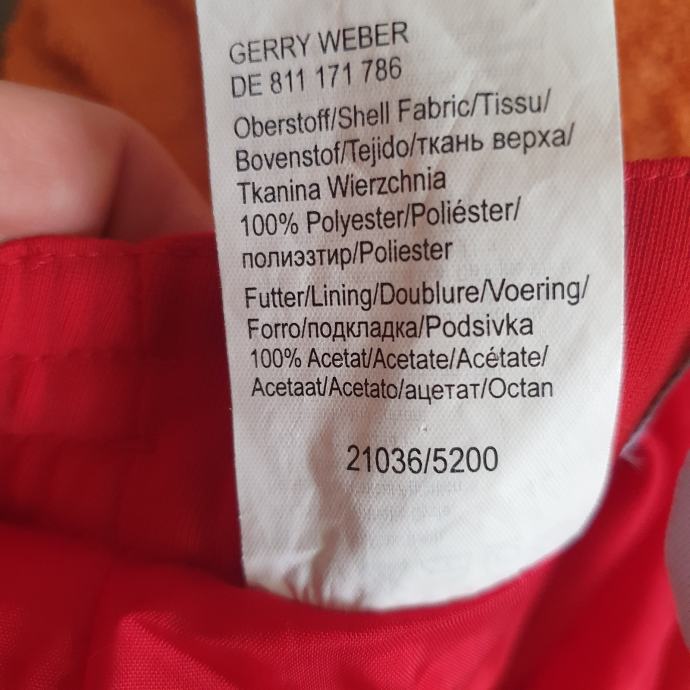 GERRY WEBER
DE 811 171 786
Oberstoff/Shell Fabric/Tissu/
Bovenstof/Tejido/ткань верха/
Tkanina Wierzchnia
100% Polyester/Poliéster/
полиэзтир/Poliester
Futter/Lining/Doublure/Voering/
Forro/подкладка/Podsivka
100% Acetat/Acetate/Acétate/
Acetaat/Acetato/ацетат/Octan
21036/5200